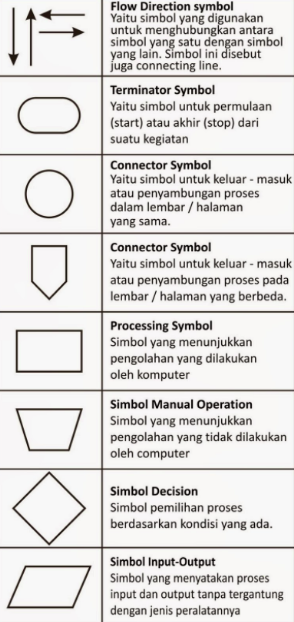 Flow Direction symbol
Yaitu simbol yang digunakan
untuk menghubungkan antara
simbol yang satu dengan simbol
yang lain. Simbol ini disebut
juga connecting line.
Terminator Symbol
Yaitu simbol untuk permulaan
(start) atau akhir (stop) dari
suatu kegiatan
Connector Symbol
Yaitu simbol untuk keluar - masuk
atau penyambungan proses
dalam lembar / halaman
yang sama.
Connector Symbol
Yaitu simbol untuk keluar - masuk
atau penyambungan proses pada
lembar / halaman yang berbeda.
Processing Symbol
Simbol yang menunjukkan
pengolahan yang dilakukan
oleh komputer
Simbol Manual Operation
Simbol yang menunjukkan
pengolahan yang tidak dilakukan
oleh computer
Simbol Decision
Simbol pemilihan proses
berdasarkan kondisi yang ada.
Simbol Input-Output
Simbol yang menyatakan proses
input dan output tanpa tergantung
dengan jenis peralatannya